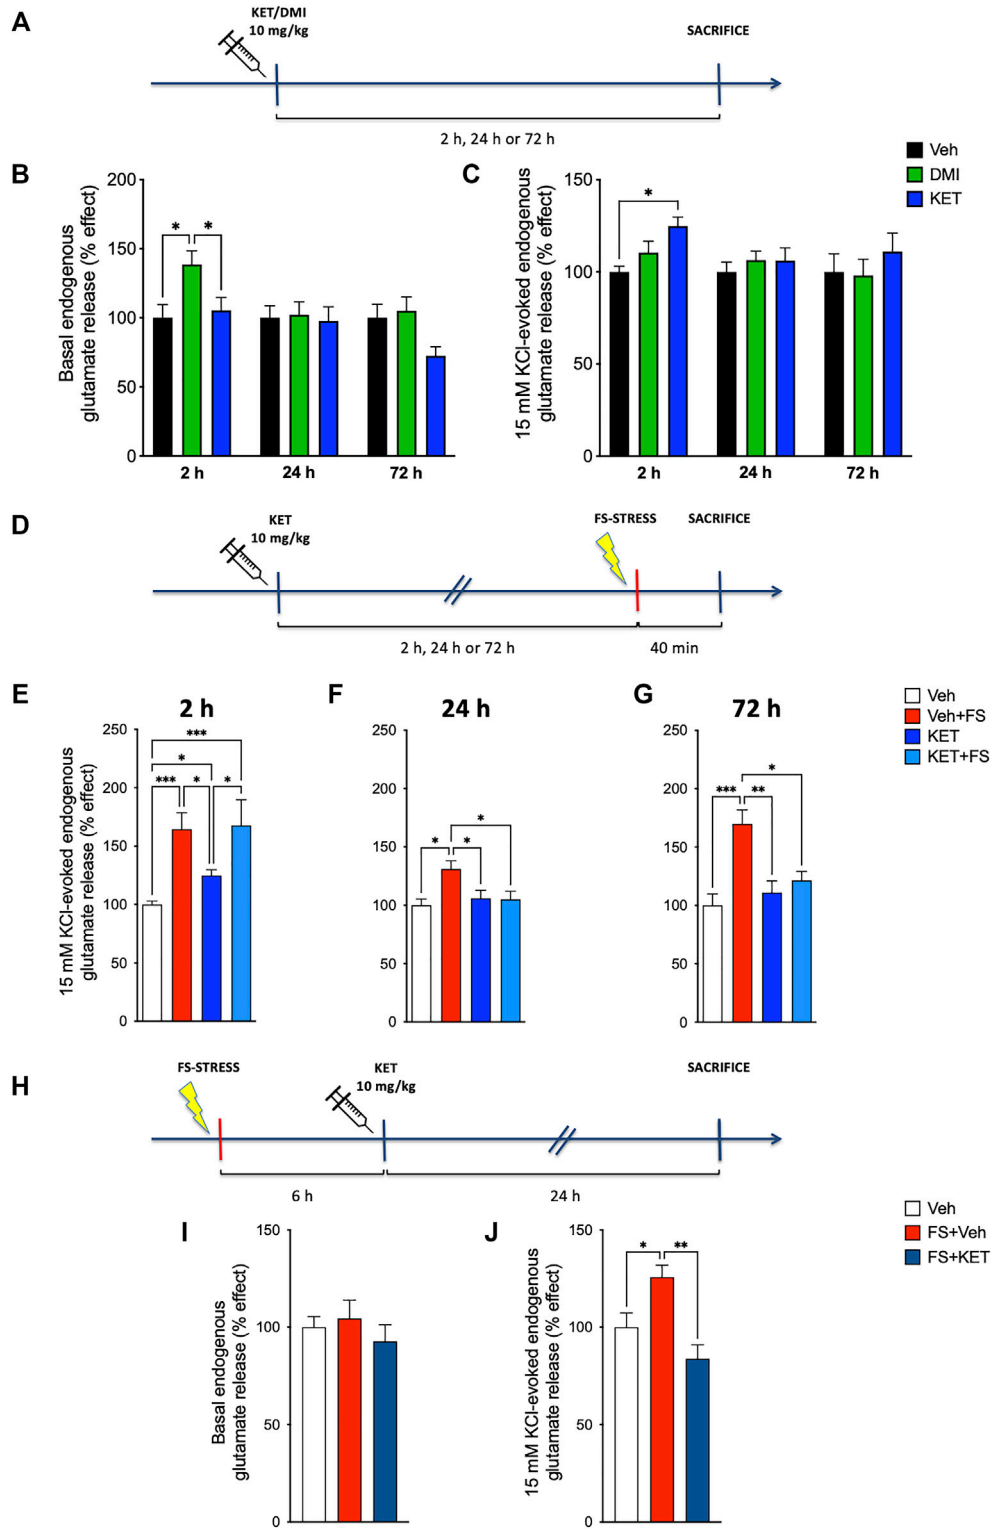 A
KET/DMI
10 mg/kg
SACRIFICE
2 h, 24 h or 72 h
B
Basal endogenous
glutamate release (% effect)
200
150
100
50
0
*
*
2 h
24 h
72 h
C
15 mM KCl-evoked endogenous
glutamate release (% effect)
150
100
50
0
*
2 h
24 h
72 h
Veh
DMI
KET
D
KET
10 mg/kg
FS-STRESS
SACRIFICE
2 h, 24 h or 72 h
40 min
E
2 h
15 mM KCl-evoked endogenous
glutamate release (% effect)
250
200
150
100
50
0
***
*
***
*
*
F
24 h
250
200
150
100
50
0
*
*
*
G
72 h
250
200
150
100
50
0
*
***
**
Veh
Veh+FS
KET
KET+FS
H
FS-STRESS
KET
10 mg/kg
SACRIFICE
6 h
24 h
I
Basal endogenous
glutamate release (% effect)
150
100
50
0
J
15 mM KCl-evoked endogenous
glutamate release (% effect)
150
100
50
0
*
**
Veh
FS+Veh
FS+KET